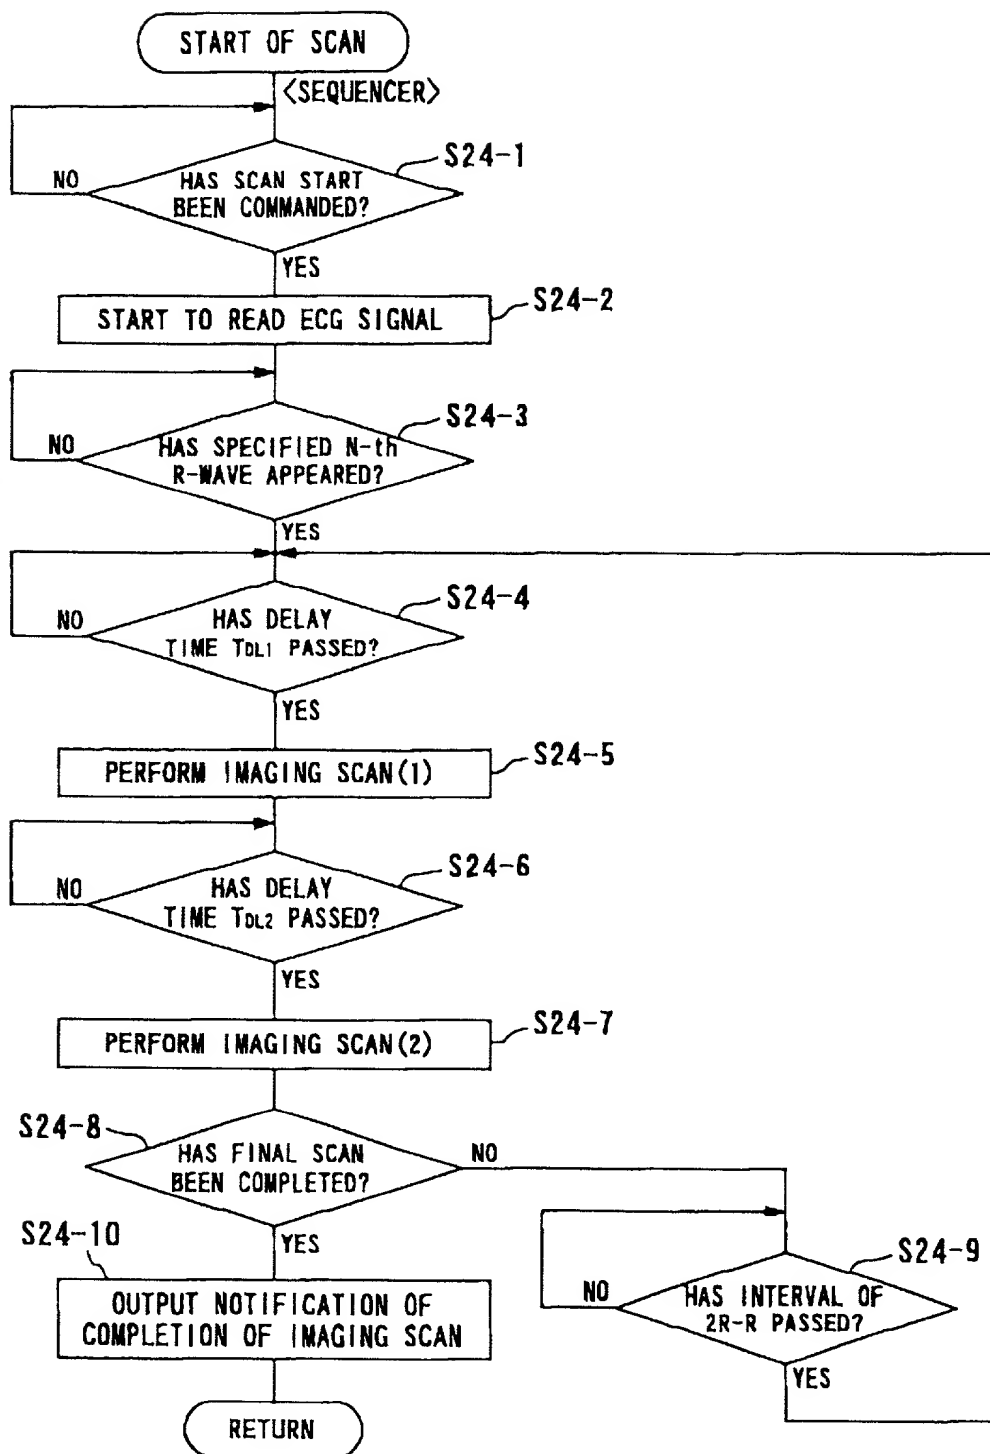 START OF SCAN
<SEQUENCER>
S24-1
NO
HAS SCAN START
BEEN COMMANDED?
YES
S24-2
START TO READ ECG SIGNAL
S24-3
NO
HAS SPECIFIED N-th
R-WAVE APPEARED?
YES
S24-4
NO
HAS DELAY
TIME TDL1 PASSED?
YES
S24-5
PERFORM IMAGING SCAN(1)
S24-6
NO
HAS DELAY
TIME TDL2 PASSED?
YES
S24-7
PERFORM IMAGING SCAN(2)
S24-8
HAS FINAL SCAN
BEEN COMPLETED?
NO
YES
S24-9
NO
HAS INTERVAL OF
2R-R PASSED?
YES
S24-10
OUTPUT NOTIFICATION OF
COMPLETION OF IMAGING SCAN
RETURN